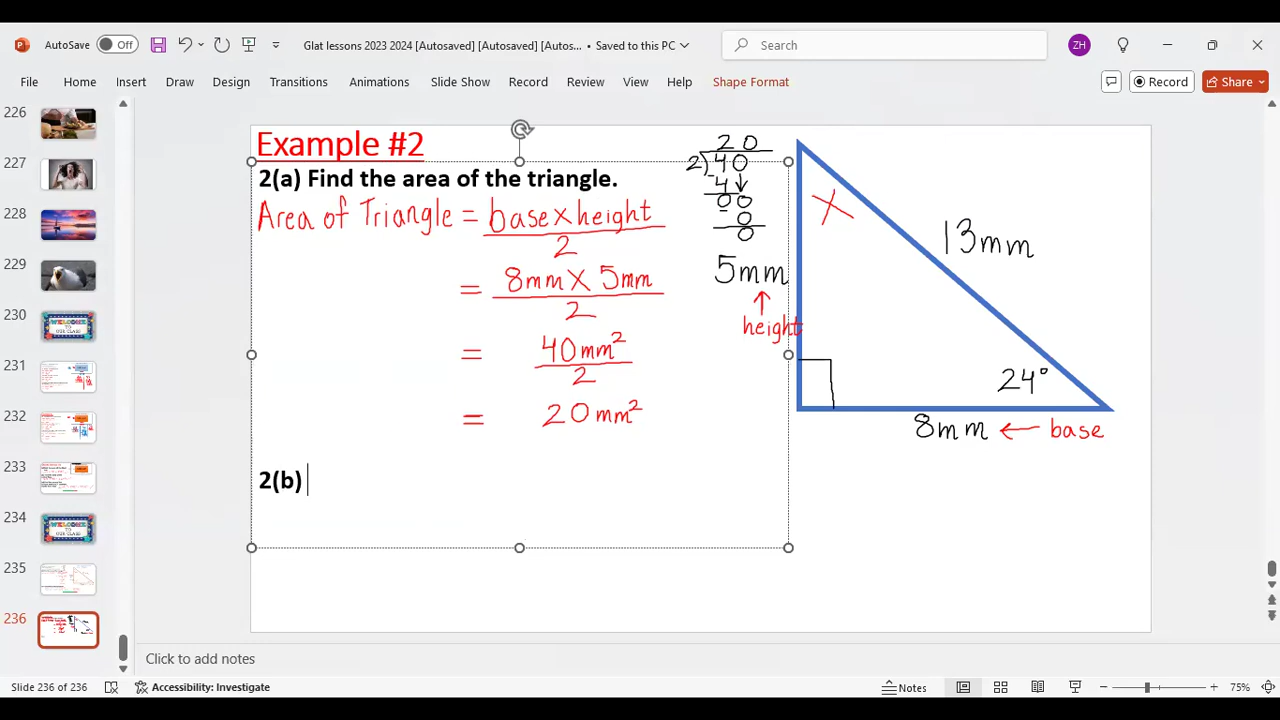 AutoSave Off Glat lessons 2023 2024 [Autosaved] [Autosaved] [Autos... • Saved to this PC Search ZH
File Home Insert Draw Design Transitions Animations Slide Show Record Review View Help Shape Format Record Share
226
227
228
229
230
231
232
233
234
235
236
Example #2
2(a) Find the area of the triangle.
Area of Triangle = base x height
2
= 8mm X 5mm
2
= 40mm²
2
= 20mm²
2(b)
20
2)40
-4
00
-0
0
5mm
↑
height
X
13mm
24°
8mm ← base
Click to add notes
Slide 236 of 236 Accessibility: Investigate Notes 75%